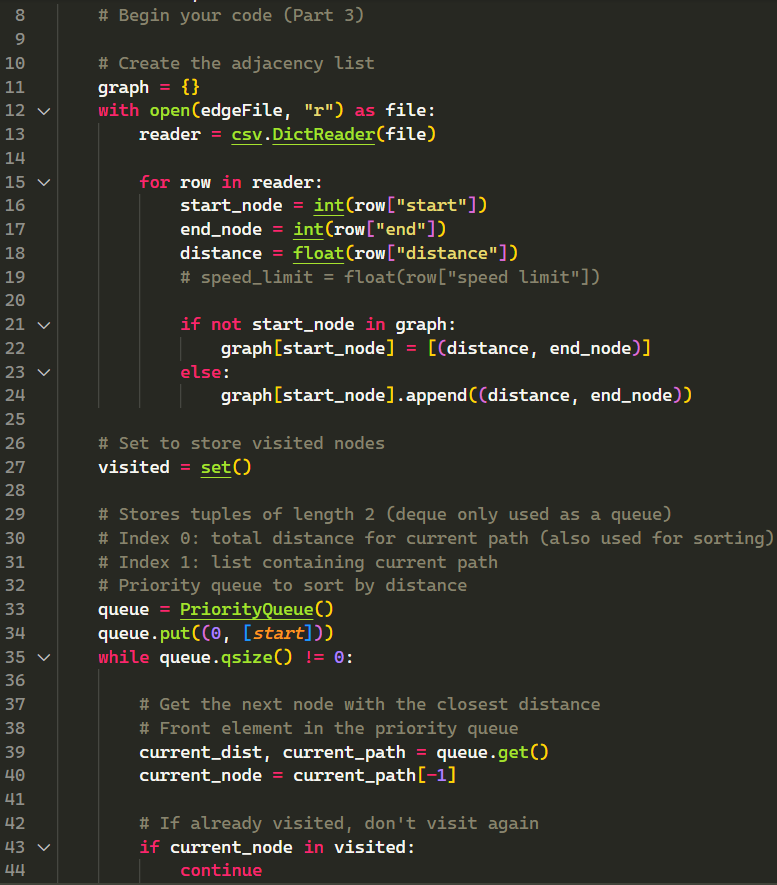 8 # Begin your code (Part 3)
9
10 # Create the adjacency list
11 graph = {}
12 with open(edgeFile, "r") as file:
13 reader = csv.DictReader(file)
14
15 for row in reader:
16 start_node = int(row["start"])
17 end_node = int(row["end"])
18 distance = float(row["distance"])
19 # speed_limit = float(row["speed limit"])
20
21 if not start_node in graph:
22 graph[start_node] = [(distance, end_node)]
23 else:
24 graph[start_node].append((distance, end_node))
25
26 # Set to store visited nodes
27 visited = set()
28
29 # Stores tuples of length 2 (deque only used as a queue)
30 # Index 0: total distance for current path (also used for sorting)
31 # Index 1: list containing current path
32 # Priority queue to sort by distance
33 queue = PriorityQueue()
34 queue.put((0, [start]))
35 while queue.qsize() != 0:
36
37 # Get the next node with the closest distance
38 # Front element in the priority queue
39 current_dist, current_path = queue.get()
40 current_node = current_path[-1]
41
42 # If already visited, don't visit again
43 if current_node in visited:
44 continue